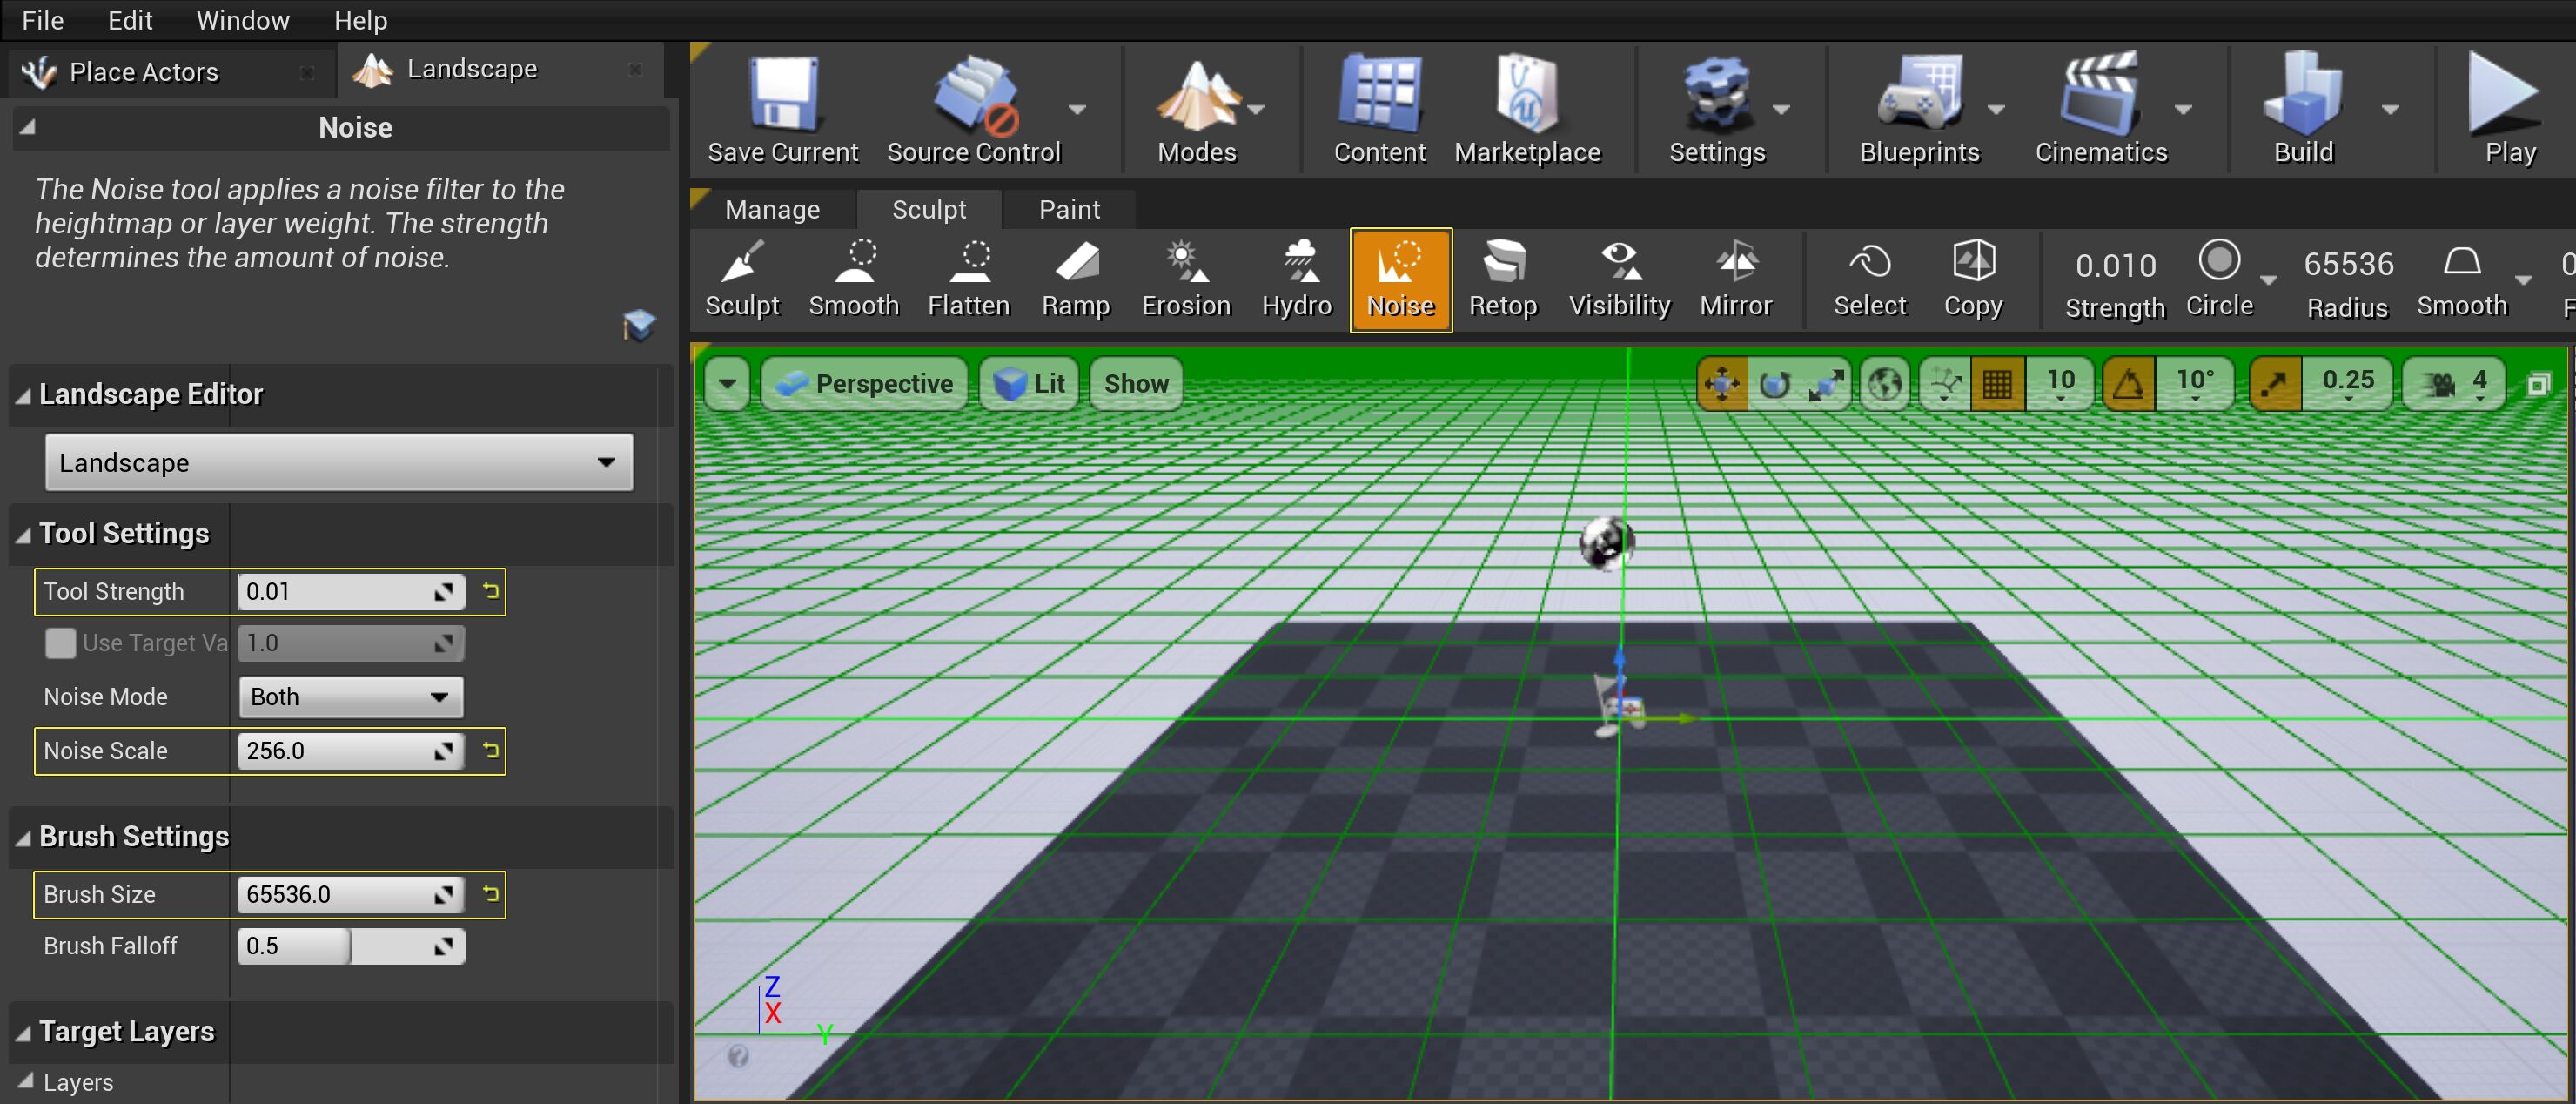 File Edit Window Help
Place Actors
Landscape
Noise
The Noise tool applies a noise filter to the
heightmap or layer weight. The strength
determines the amount of noise.
Landscape Editor
Landscape
Tool Settings
Tool Strength 0.01
Use Target Va 1.0
Noise Mode Both
Noise Scale 256.0
Brush Settings
Brush Size 65536.0
Brush Falloff 0.5
Target Layers
Layers
Save Current Source Control Modes Content Marketplace Settings Blueprints Cinematics Build Play
Manage Sculpt Paint
0.010 65536
Sculpt Smooth Flatten Ramp Erosion Hydro Noise Retop Visibility Mirror Select Copy Strength Circle Radius Smooth
Perspective Lit Show 10 10° 0.25 4
Z
X
Y